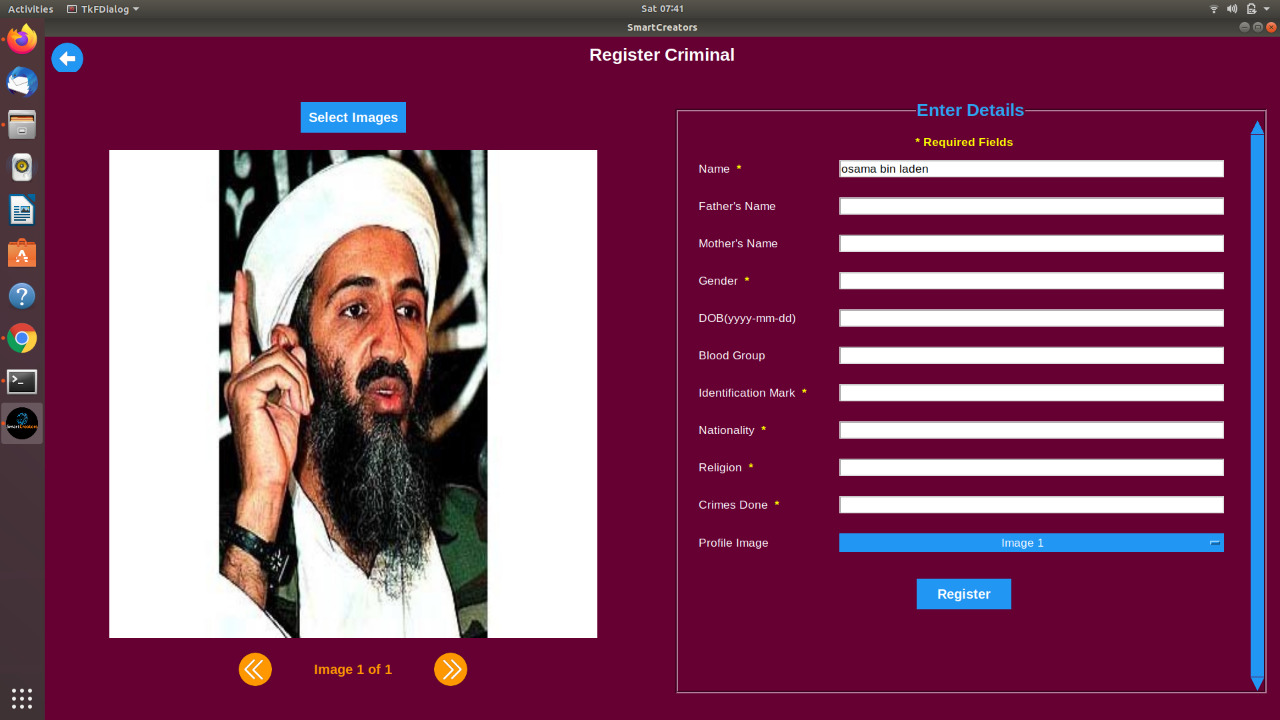 Activities
TkFDialog
Sat 07:41
SmartCreators
Register Criminal
Select Images
Image 1 of 1
Enter Details
* Required Fields
Name *
osama bin laden
Father's Name
Mother's Name
Gender *
DOB(yyyy-mm-dd)
Blood Group
Identification Mark *
Nationality *
Religion *
Crimes Done *
Profile Image
Image 1
Register